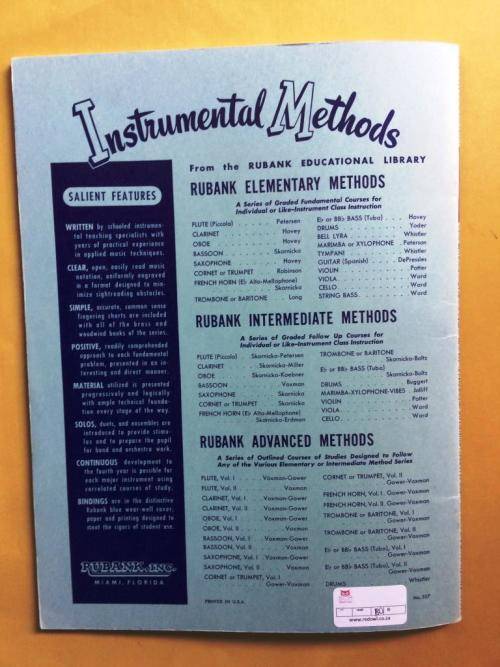 Instrumental Methods
From the RUBANK EDUCATIONAL LIBRARY
SALIENT FEATURES
WRITTEN by schooled instrumen-
tal teaching specialists with
years of practical experience
in applied music techniques.
CLEAR, open, easily read music
notation, uniformly engraved
in a format designed to min-
imize sightreading obstacles.
SIMPLE, accurate, common sense
fingering charts are included
with all of the brass and
woodwind books of the series.
POSITIVE, readily comprehended
approach to each fundamental
problem, presented in an in-
teresting and direct manner.
MATERIAL utilized is presented
progressively and logically
with ample technical founda-
tion every stage of the way.
SOLOS, duets, and ensembles are
introduced to provide stimu-
lus and to prepare the pupil
for band and orchestra work.
CONTINUOUS development to
the fourth year is possible for
each major instrument using
correlated courses of study.
BINDINGS are in the distinctive
Rubank blue wear-well cover,
paper and printing designed to
meet the rigors of student use.
RUBANK, INC.
MIAMI, FLORIDA
RUBANK ELEMENTARY METHODS
A Series of Graded Fundamental Courses for
Individual or Like-Instrument Class Instruction
FLUTE (Piccolo) . . . . . . Petersen
CLARINET . . . . . . Hovey
OBOE . . . . . . Hovey
BASSOON . . . . . . Skornicka
SAXOPHONE . . . . . . Hovey
CORNET or TRUMPET . . . Robinson
FRENCH HORN (E♭ Alto-Mellophone)
Skornicka
TROMBONE or BARITONE . . Long
E♭ or BB♭ BASS (Tuba) . . . Hovey
DRUMS . . . . . . Yoder
BELL LYRA . . . . . . Whistler
MARIMBA or XYLOPHONE . Peterson
TYMPANI . . . . . . Whistler
GUITAR (Spanish) . . . DePressles
VIOLIN . . . . . . Potter
VIOLA . . . . . . Ward
CELLO . . . . . . Ward
STRING BASS . . . . . . Ward
RUBANK INTERMEDIATE METHODS
A Series of Graded Follow Up Courses for
Individual or Like-Instrument Class Instruction
FLUTE (Piccolo) . . Skornicka-Petersen
CLARINET . . . Skornicka-Miller
OBOE . . . Skornicka-Koebner
BASSOON . . . . . . Voxman
SAXOPHONE . . . . . . Skornicka
CORNET or TRUMPET . . Skornicka
FRENCH HORN (E♭ Alto-Mellophone)
Skornicka-Erdman
TROMBONE or BARITONE
Skornicka-Boltz
E♭ or BB♭ BASS (Tuba)
Skornicka-Boltz
DRUMS . . . . . . Buggert
MARIMBA-XYLOPHONE-VIBES Jolliff
VIOLIN . . . . . . Potter
VIOLA . . . . . . Ward
CELLO . . . . . . Ward
RUBANK ADVANCED METHODS
A Series of Outlined Courses of Studies Designed to Follow
Any of the Various Elementary or Intermediate Method Series
FLUTE, Vol. I . . . Voxman-Gower
FLUTE, Vol. II . . . Voxman
CLARINET, Vol. I . . Voxman-Gower
CLARINET, Vol. II . . Voxman-Gower
OBOE, Vol. I . . . Voxman-Gower
OBOE, Vol. II . . . Voxman
BASSOON, Vol. I . . Voxman-Gower
BASSOON, Vol. II . . Voxman
SAXOPHONE, Vol. I . Voxman-Gower
SAXOPHONE, Vol. II . . Voxman
CORNET or TRUMPET, Vol. I
Gower-Voxman
CORNET or TRUMPET, Vol. II
Gower-Voxman
FRENCH HORN, Vol. I Gower-Voxman
FRENCH HORN, Vol. II Gower-Voxman
TROMBONE or BARITONE, Vol. I
Gower-Voxman
TROMBONE or BARITONE, Vol. II
Gower-Voxman
E♭ or BB♭ BASS (Tuba), Vol. I
Gower-Voxman
E♭ or BB♭ BASS (Tuba), Vol. II
Gower-Voxman
DRUMS Whistler
PRINTED IN U.S.A.
www.redowl.co.za